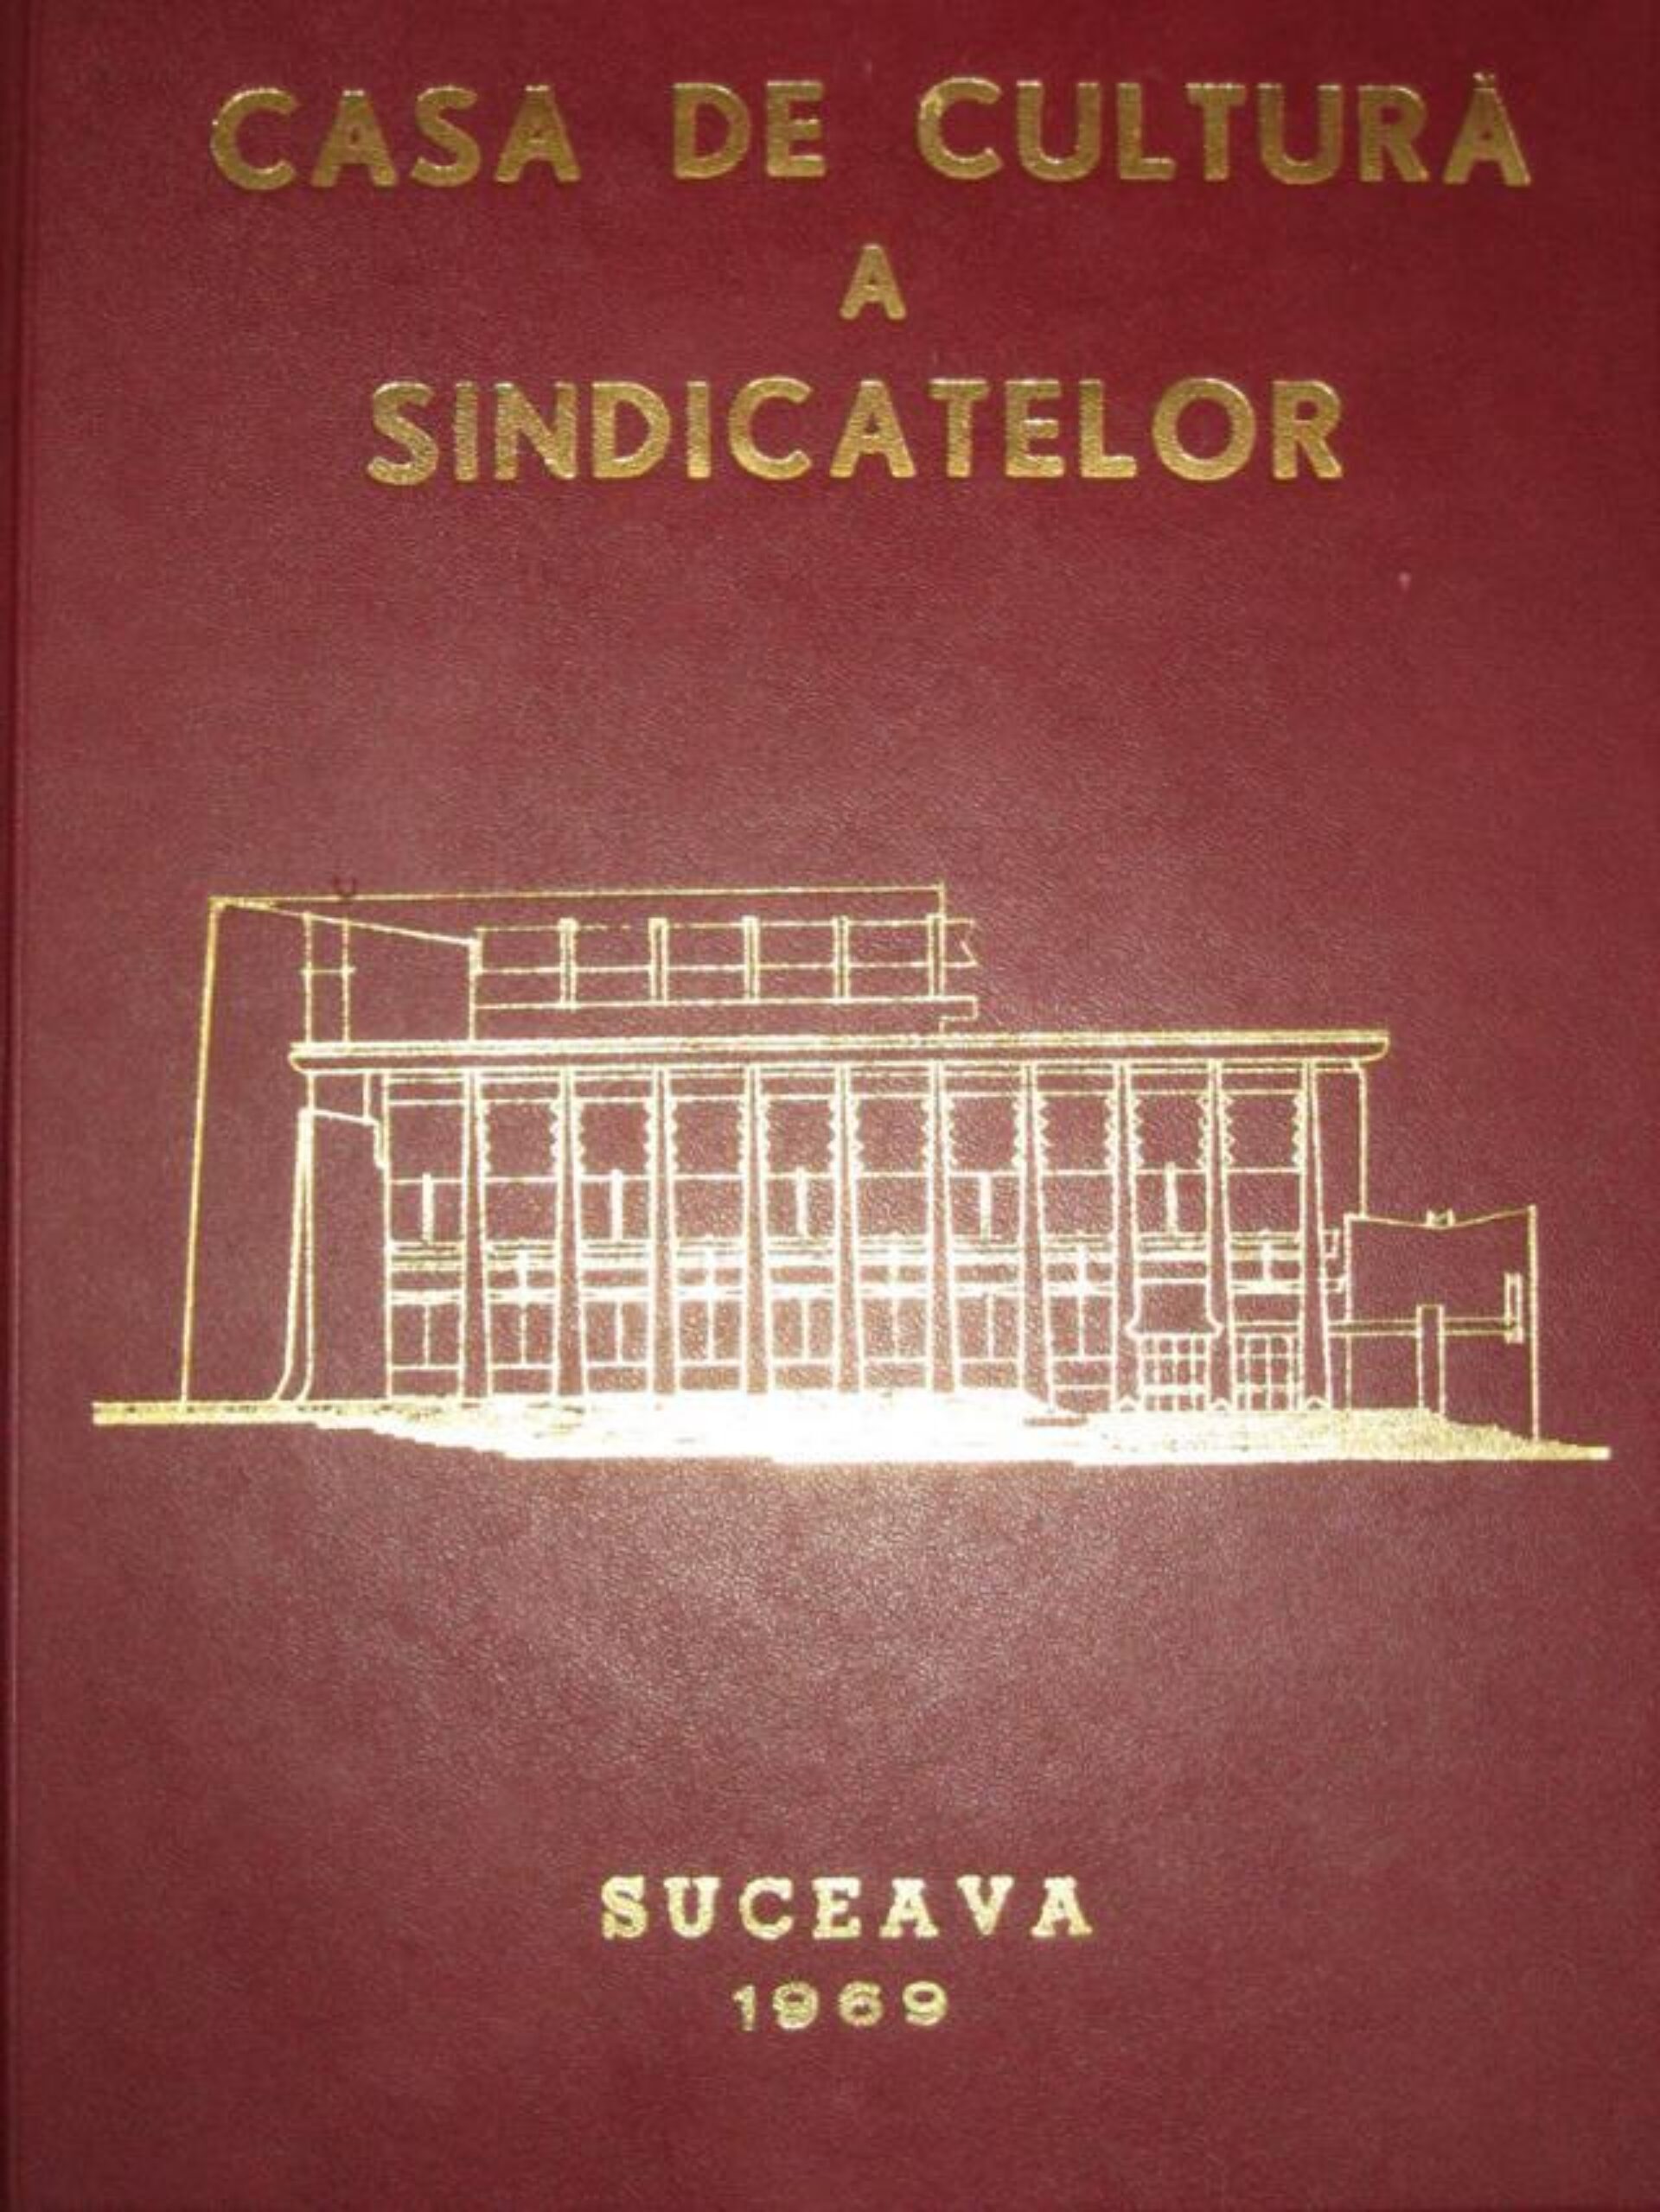 CASA DE CULTURĂ
A
SINDICATELOR
SUCEAVA
1969